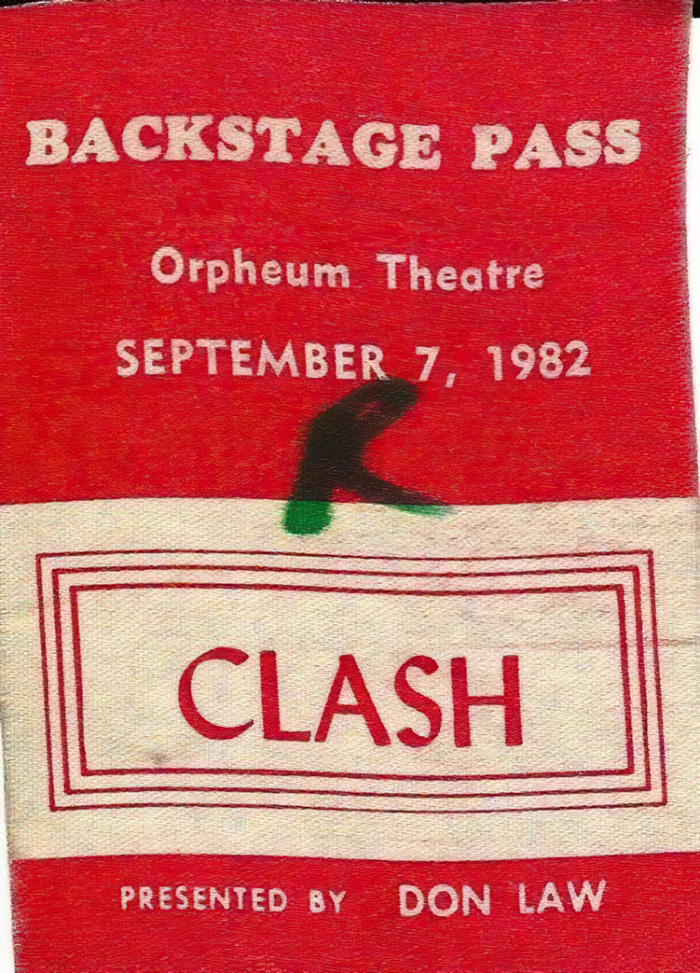 BACKSTAGE PASS
Orpheum Theatre
SEPTEMBER 7, 1982
R
CLASH
PRESENTED BY DON LAW